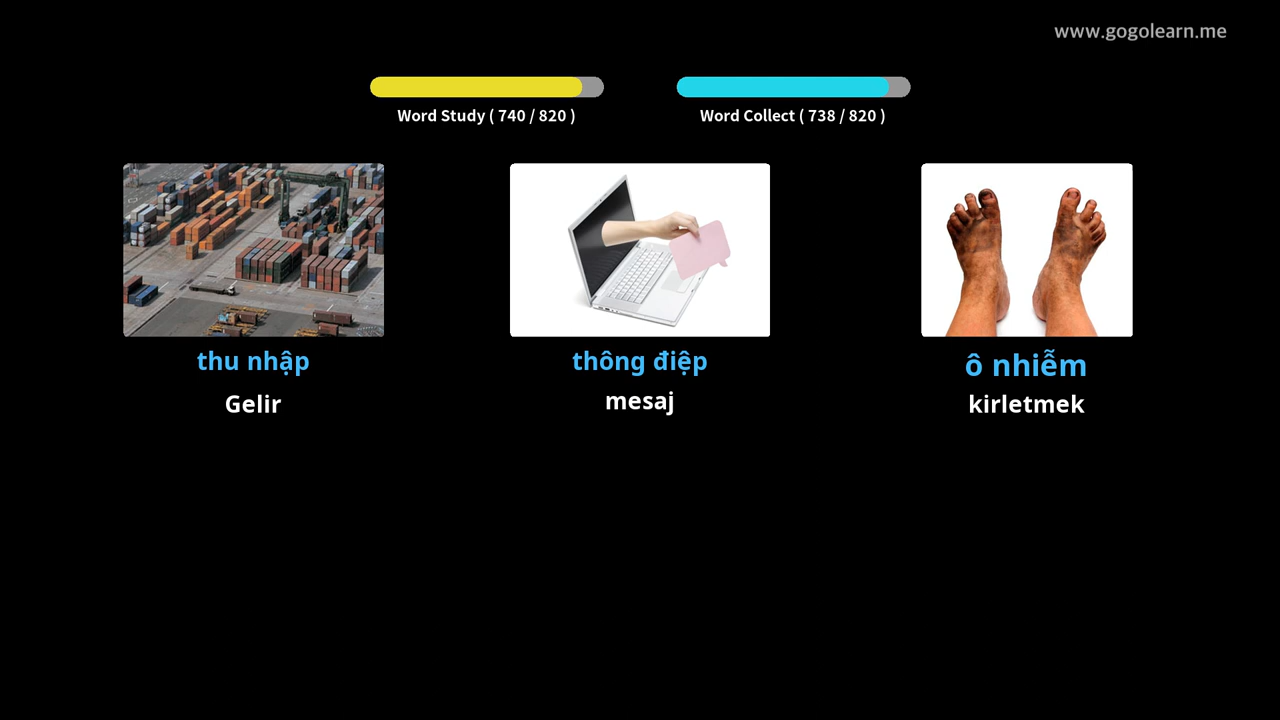 www.gogolearn.me
Word Study ( 740 / 820 )
Word Collect ( 738 / 820 )
thu nhập
Gelir
thông điệp
mesaj
ô nhiễm
kirletmek